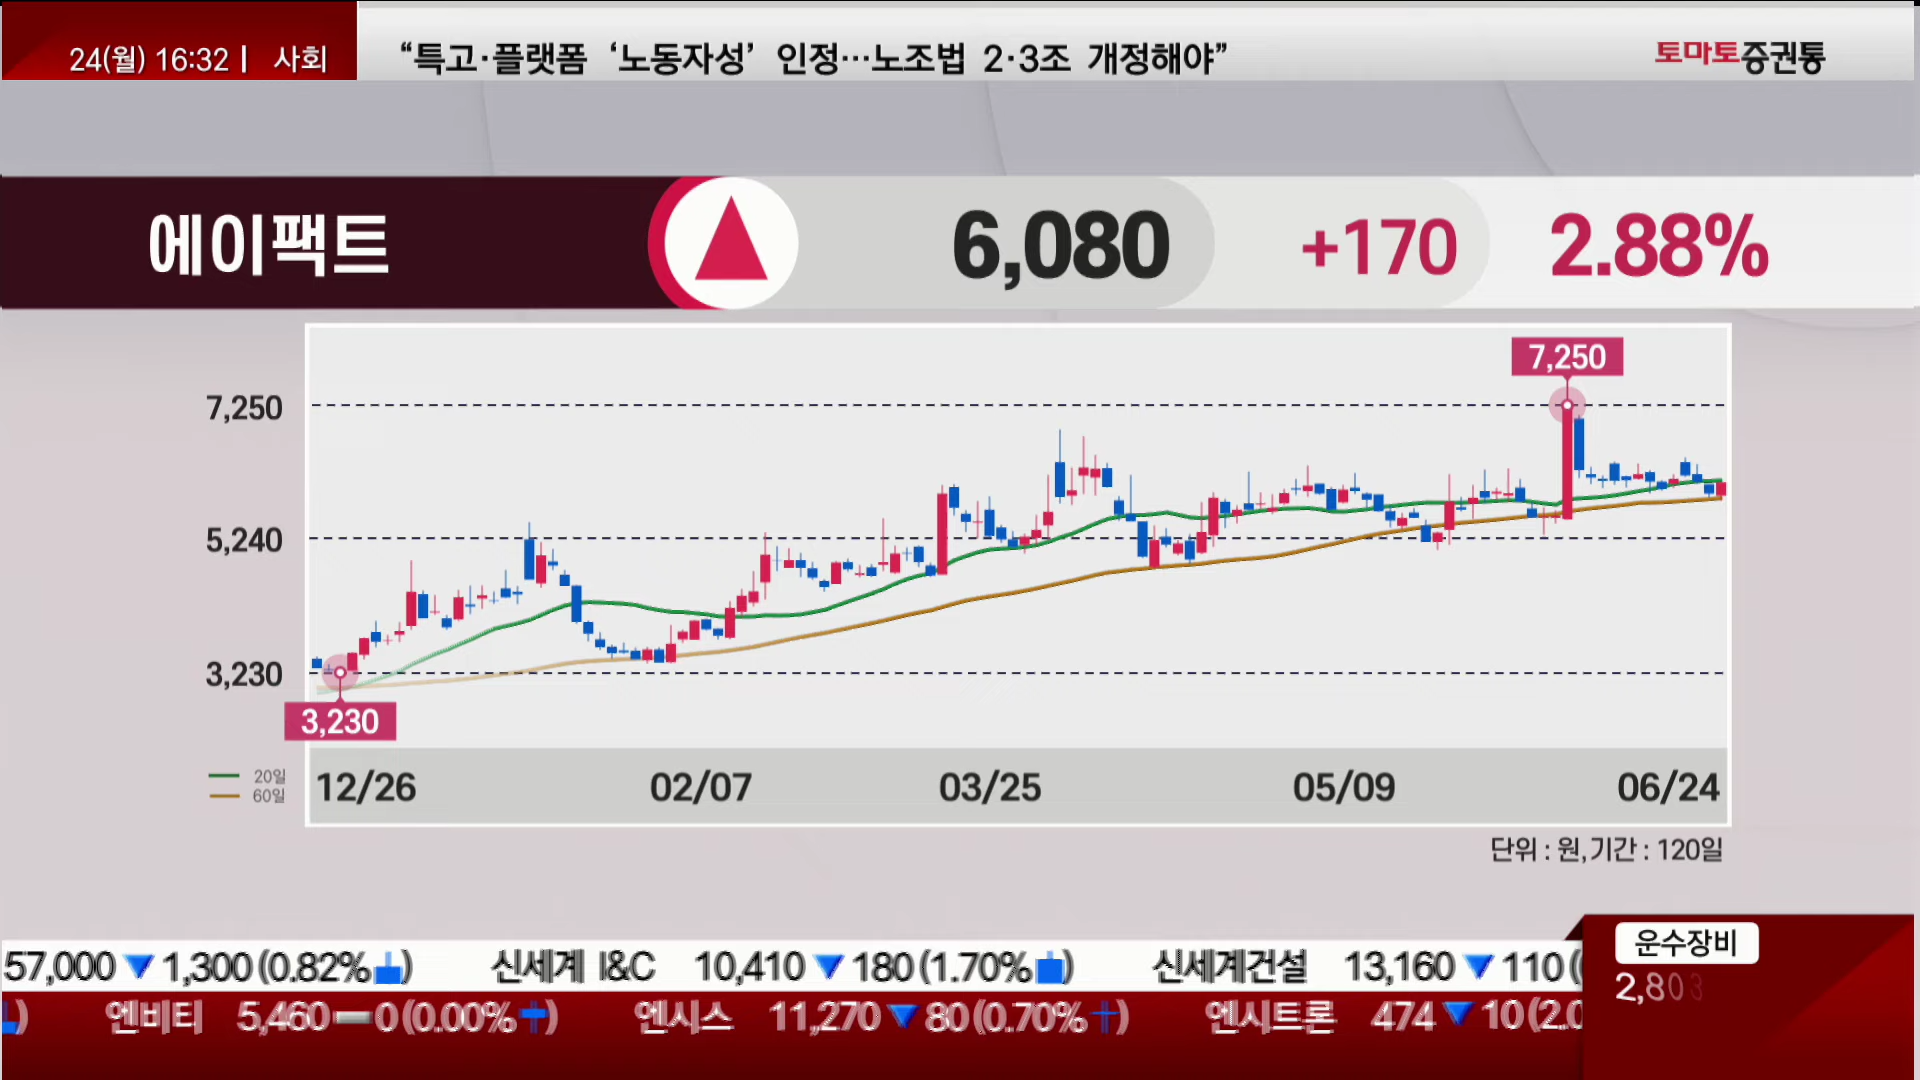 24(월) 16:32 | 사회 “특고·플랫폼 ‘노동자성’ 인정…노조법 2·3조 개정해야” 토마토증권통
에이팩트 6,080 +170 2.88%
7,250
7,250
5,240
3,230
3,230
20일
60일
12/26 02/07 03/25 05/09 06/24
단위 : 원, 기간 : 120일
운수장비
57,000 ▼ 1,300 (0.82%) 신세계 I&C 10,410 ▼ 180 (1.70%) 신세계건설 13,160 ▼ 110 (
2,803
) 엔비티 5,460 0 (0.00%) 엔시스 11,270 ▼ 80 (0.70%) 엔시트론 474 ▼ 10 (2.0